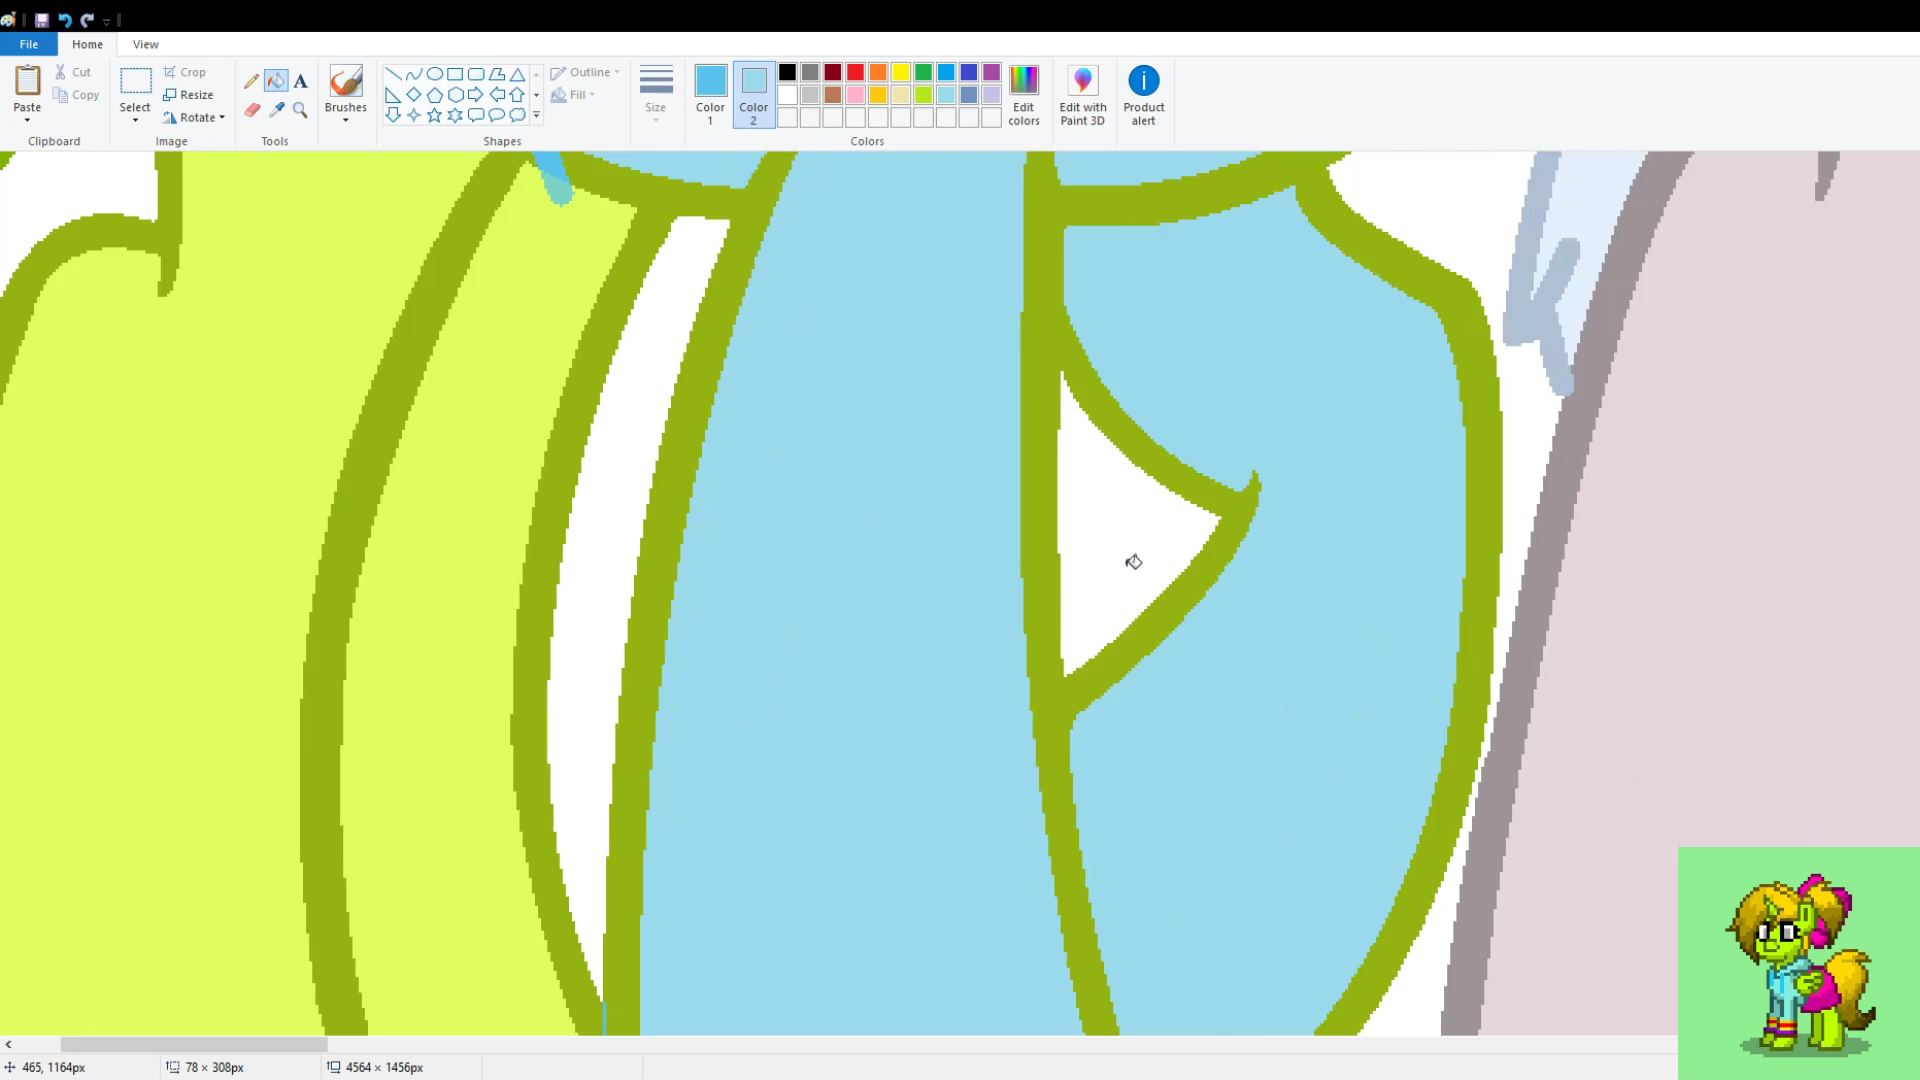 File Home View
Paste Cut Copy Clipboard
Select Crop Resize Rotate Image
A Tools
Brushes
Outline Fill Shapes
Size
Color 1 Color 2 Colors
Edit colors
Edit with Paint 3D
Product alert
465, 1164px 78 × 308px 4564 × 1456px